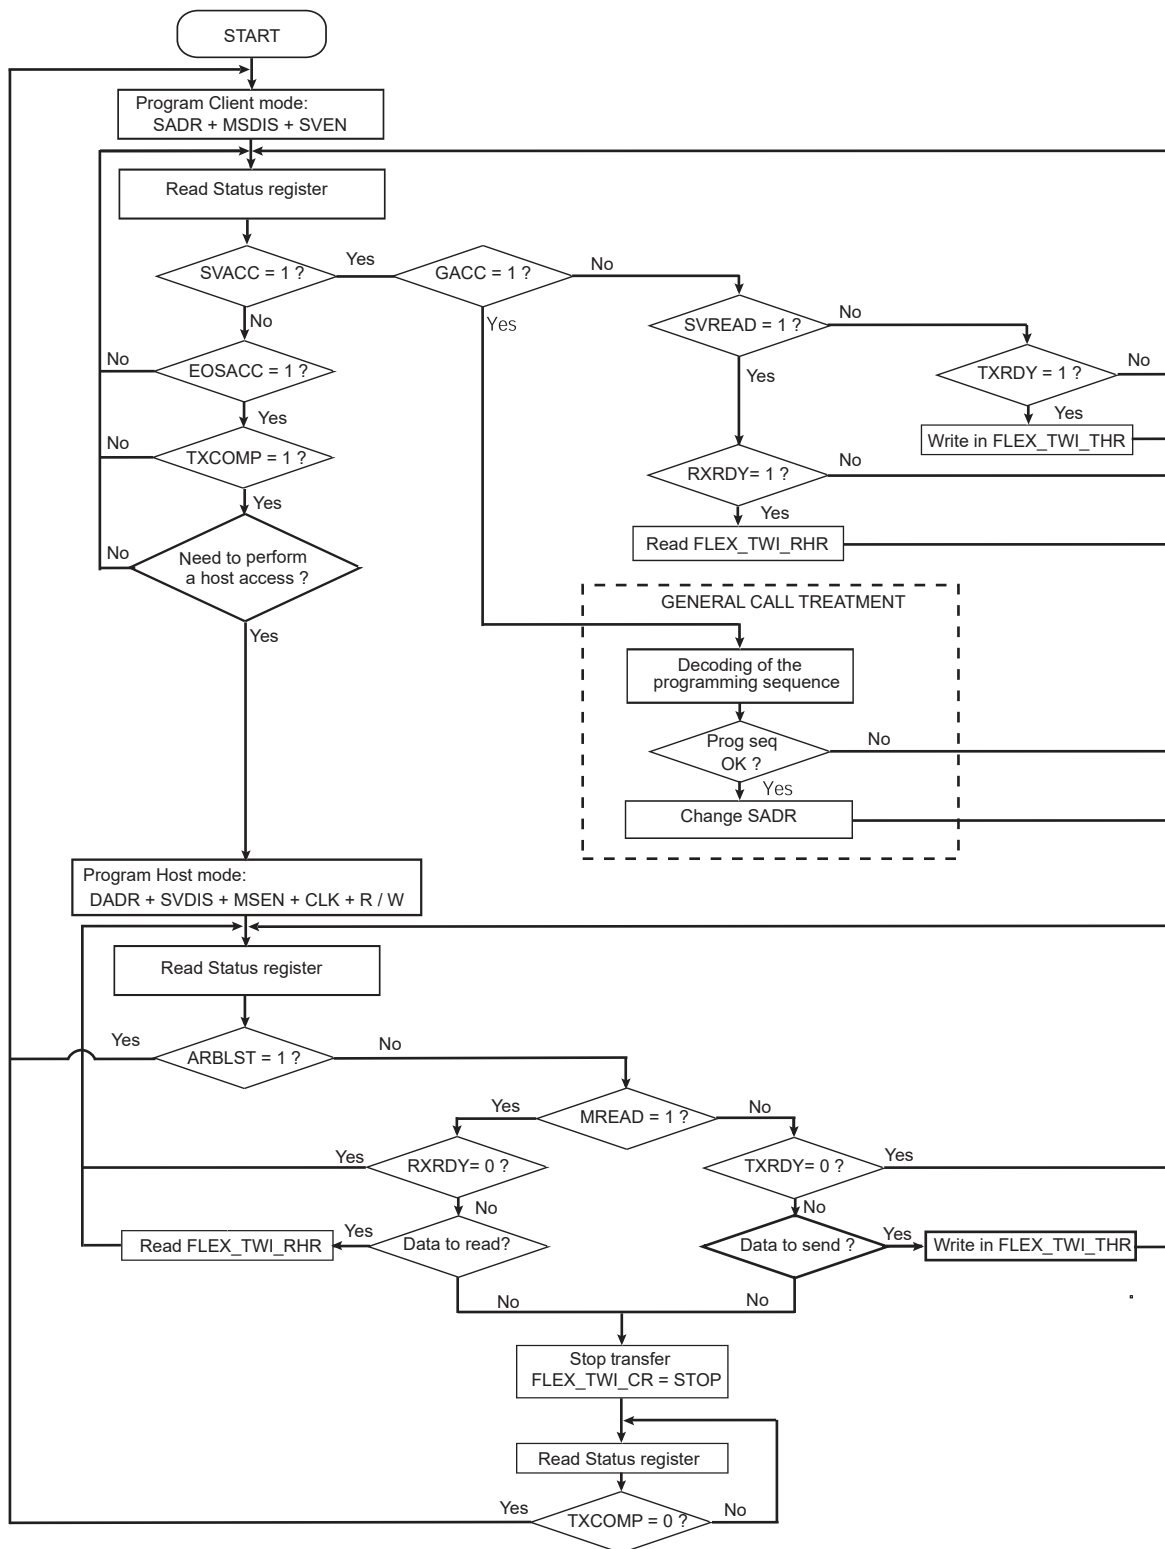 START
Program Client mode:
SADR + MSDIS + SVEN
Read Status register
SVACC = 1 ?
Yes
GACC = 1 ?
No
SVREAD = 1 ?
No
No
Yes
EOSACC = 1 ?
No
Yes
TXRDY = 1 ?
No
Yes
Yes
Write in FLEX_TWI_THR
TXCOMP = 1 ?
No
RXRDY= 1 ?
No
Yes
Yes
Read FLEX_TWI_RHR
Need to perform
a host access ?
No
Yes
GENERAL CALL TREATMENT
Decoding of the
programming sequence
Prog seq
OK ?
No
Yes
Change SADR
Program Host mode:
DADR + SVDIS + MSEN + CLK + R / W
Read Status register
Yes
ARBLST = 1 ?
No
Yes
MREAD = 1 ?
No
Yes
RXRDY= 0 ?
TXRDY= 0 ?
Yes
No
No
Read FLEX_TWI_RHR
Yes
Data to read?
Data to send ?
Yes
Write in FLEX_TWI_THR
No
No
Stop transfer
FLEX_TWI_CR = STOP
Read Status register
Yes
TXCOMP = 0 ?
No